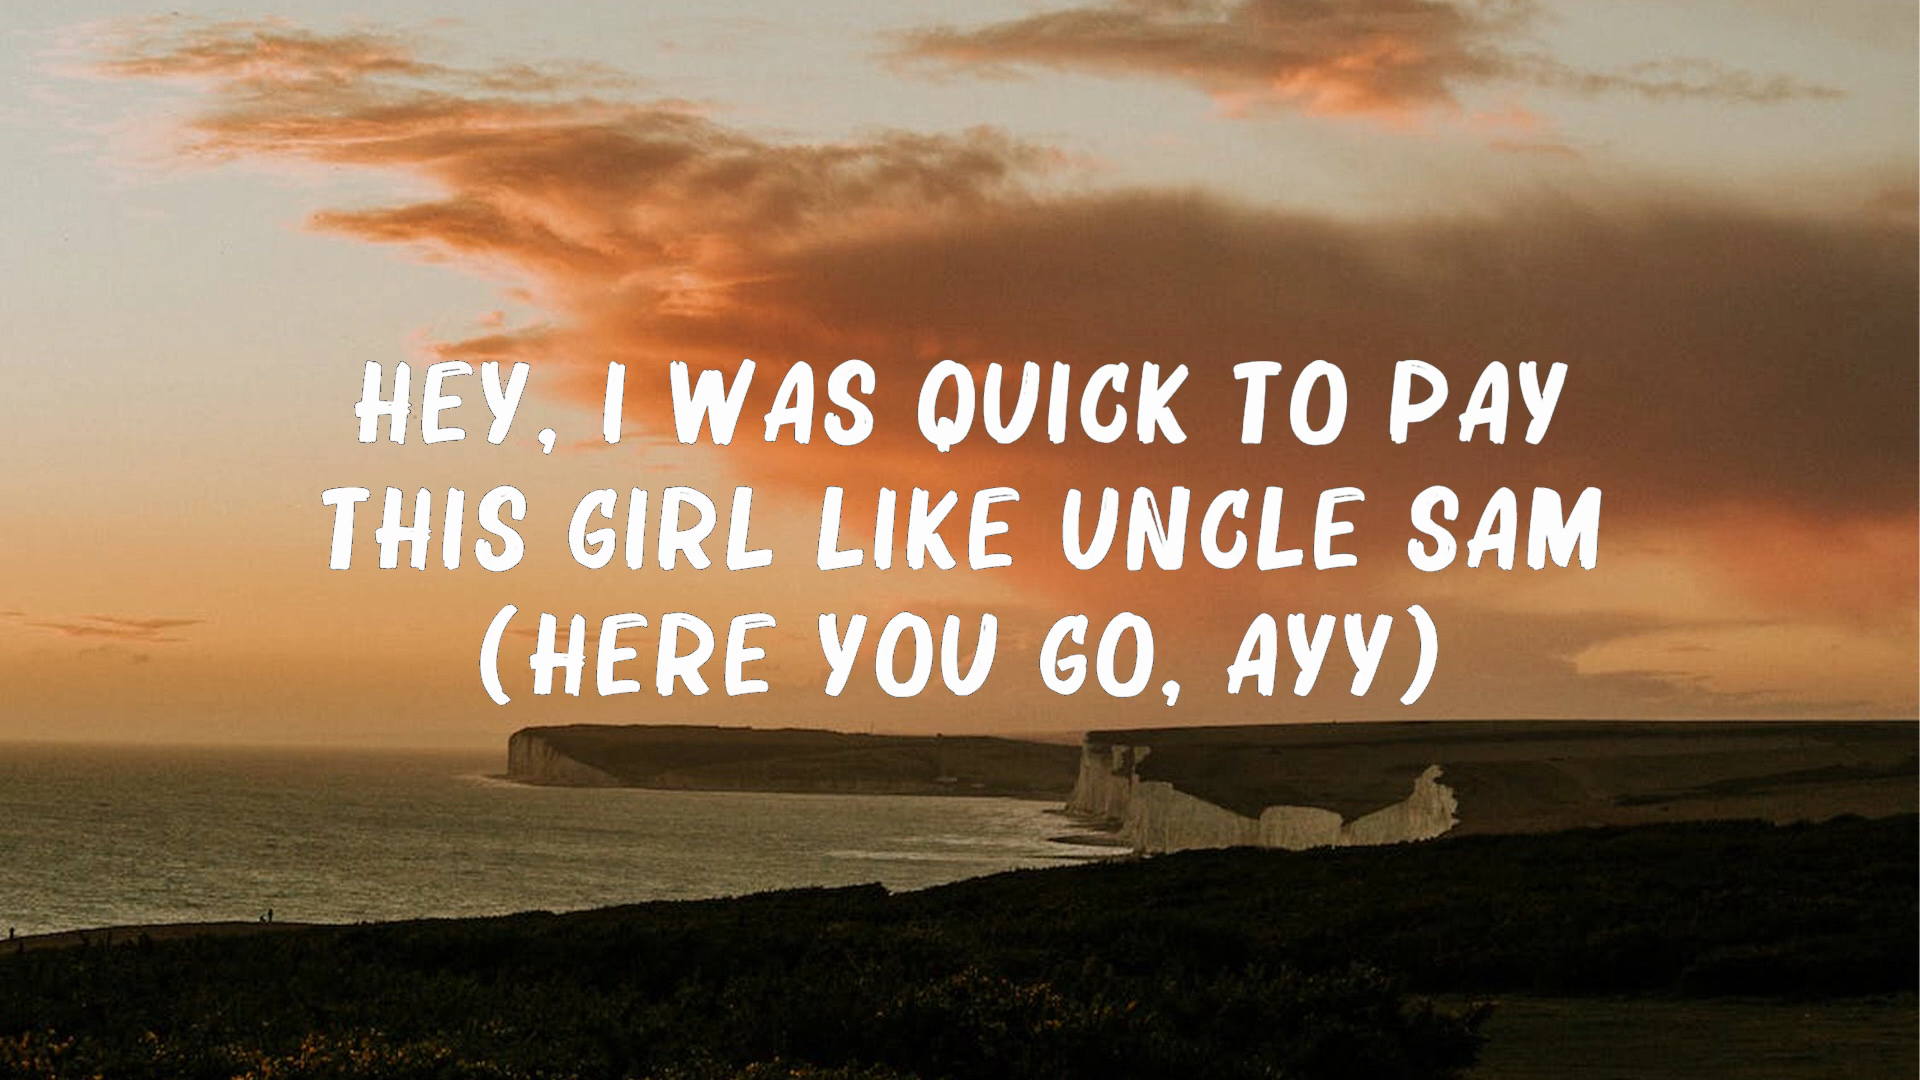 HEY, I WAS QUICK TO PAY
THIS GIRL LIKE UNCLE SAM
(HERE YOU GO, AYY)